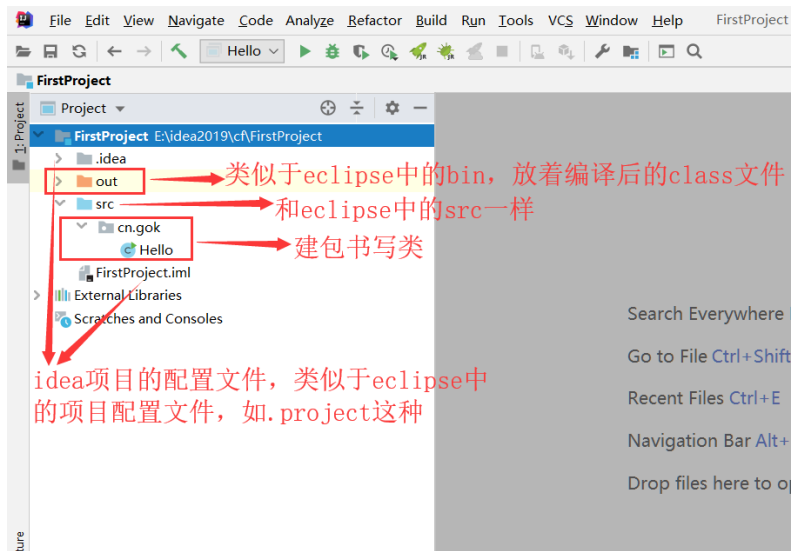 File Edit View Navigate Code Analyze Refactor Build Run Tools VCS Window Help FirstProject
Hello
FirstProject
1: Project
Project
FirstProject E:\idea2019\cf\FirstProject
.idea
out
类似于eclipse中的bin，放着编译后的class文件
src
和eclipse中的src一样
cn.gok
建包书写类
Hello
FirstProject.iml
External Libraries
Scratches and Consoles
Search Everywhere
Go to File Ctrl+Shift
Recent Files Ctrl+E
Navigation Bar Alt+
Drop files here to o
idea项目的配置文件，类似于eclipse中
的项目配置文件，如.project这种
ture